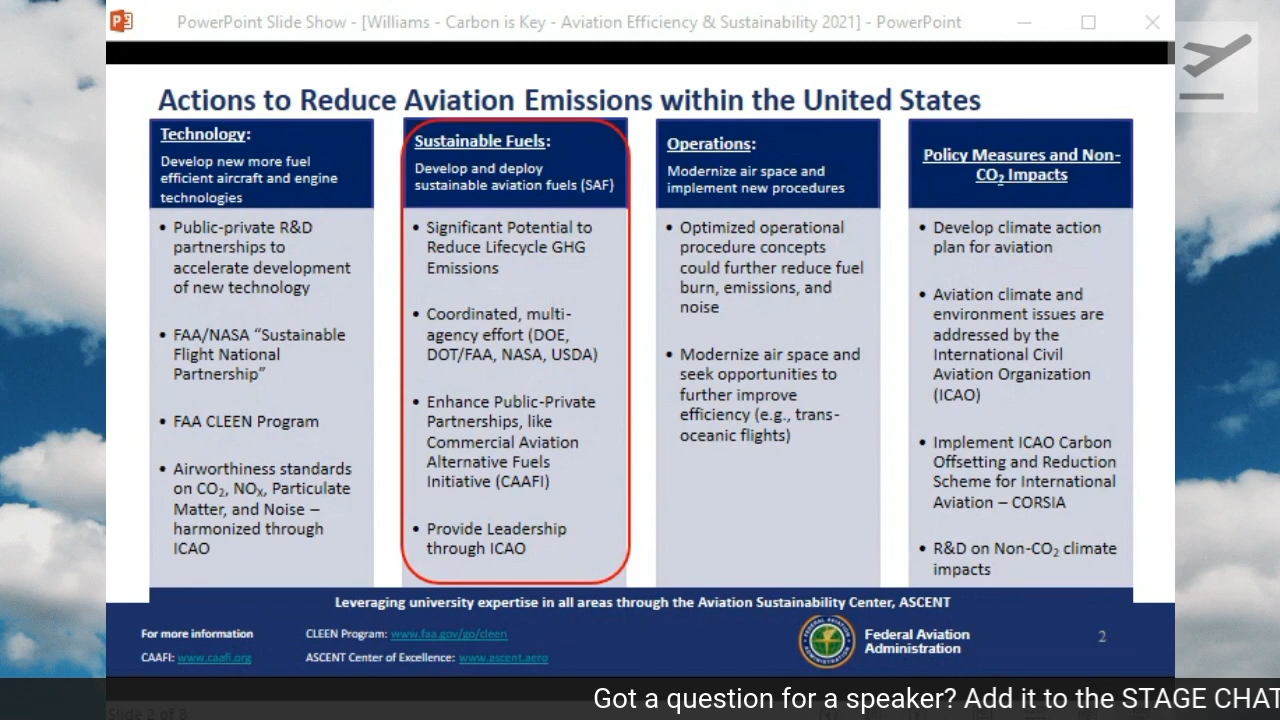 PowerPoint Slide Show - [Williams - Carbon is Key - Aviation Efficiency & Sustainability 2021] - PowerPoint
Actions to Reduce Aviation Emissions within the United States
Technology:
Develop new more fuel
efficient aircraft and engine
technologies
• Public-private R&D
partnerships to
accelerate development
of new technology
• FAA/NASA “Sustainable
Flight National
Partnership”
• FAA CLEEN Program
• Airworthiness standards
on CO₂, NOₓ, Particulate
Matter, and Noise –
harmonized through
ICAO
Sustainable Fuels:
Develop and deploy
sustainable aviation fuels (SAF)
• Significant Potential to
Reduce Lifecycle GHG
Emissions
• Coordinated, multi-
agency effort (DOE,
DOT/FAA, NASA, USDA)
• Enhance Public-Private
Partnerships, like
Commercial Aviation
Alternative Fuels
Initiative (CAAFI)
• Provide Leadership
through ICAO
Operations:
Modernize air space and
implement new procedures
• Optimized operational
procedure concepts
could further reduce fuel
burn, emissions, and
noise
• Modernize air space and
seek opportunities to
further improve
efficiency (e.g., trans-
oceanic flights)
Policy Measures and Non-
CO₂ Impacts
• Develop climate action
plan for aviation
• Aviation climate and
environment issues are
addressed by the
International Civil
Aviation Organization
(ICAO)
• Implement ICAO Carbon
Offsetting and Reduction
Scheme for International
Aviation – CORSIA
• R&D on Non-CO₂ climate
impacts
Leveraging university expertise in all areas through the Aviation Sustainability Center, ASCENT
For more information
CAAFI: www.caafi.org
CLEEN Program: www.faa.gov/go/cleen
ASCENT Center of Excellence: www.ascent.aero
FEDERAL AVIATION
ADMINISTRATION
Federal Aviation
Administration
2
Got a question for a speaker? Add it to the STAGE CHAT
Slide 2 of 8